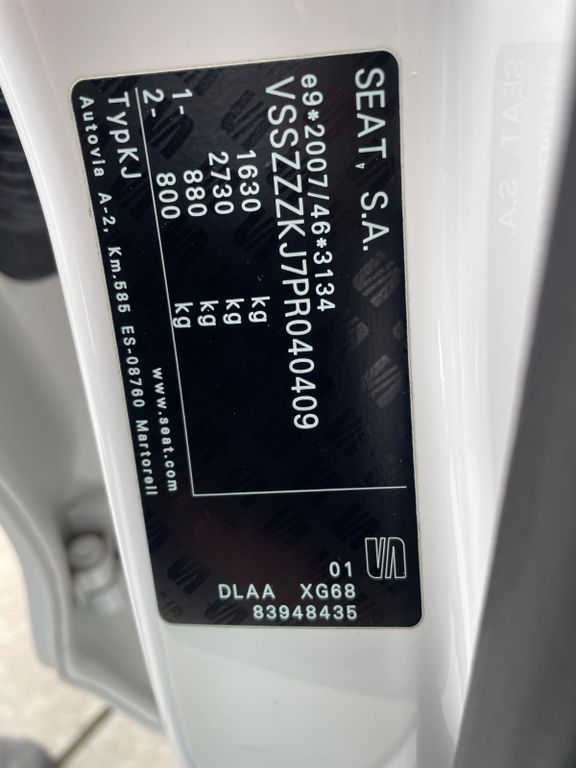 SEAT, S.A.
e9*2007/46*3134
VSSZZZKJ7PR040409
1630 kg
2730 kg
1- 880 kg
2- 800 kg
TypKJ
www.seat.com
Autovia A-2, Km.585 ES-08760 Martorell
01
DLAA XG68
83948435
SEAT, S.A.